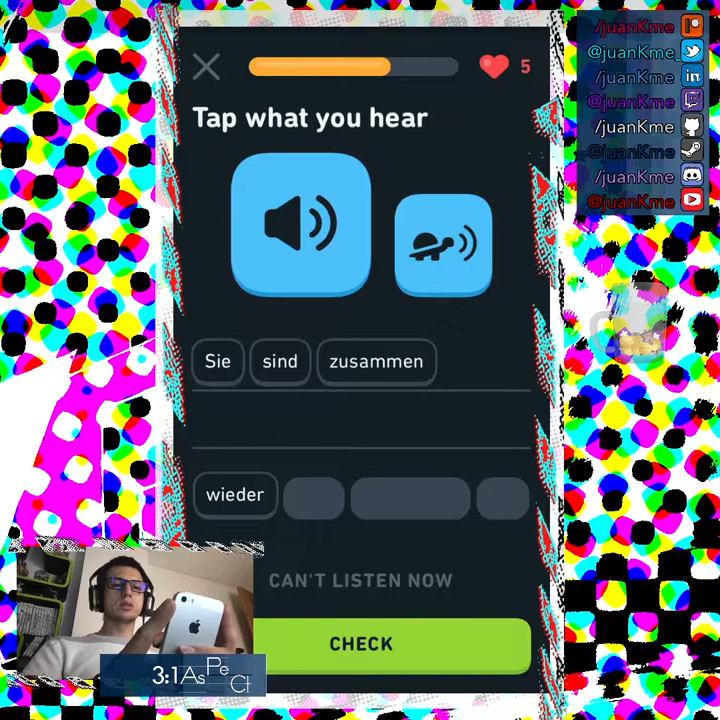 /juanKme
@juanKme_
/juanKme
@juanKme
/juanKme
@juanKme
/juanKme
@juanKme
5
Tap what you hear
Sie sind zusammen
wieder
CAN'T LISTEN NOW
CHECK
3:1AsPeCt